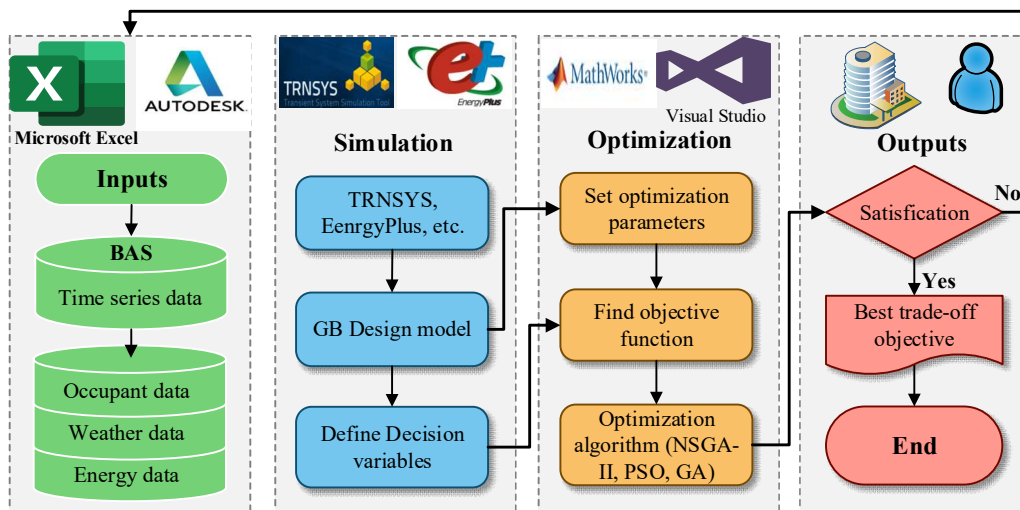 X
Microsoft Excel
AUTODESK.
Inputs
BAS
Time series data
Occupant data
Weather data
Energy data
TRNSYS
Transient System Simulation Tool
et+
EnergyPlus
Simulation
TRNSYS,
EenrgyPlus, etc.
GB Design model
Define Decision
variables
MathWorks®
Visual Studio
Optimization
Set optimization
parameters
Find objective
function
Optimization
algorithm (NSGA-
II, PSO, GA)
Outputs
Satisfication
No
Yes
Best trade-off
objective
End